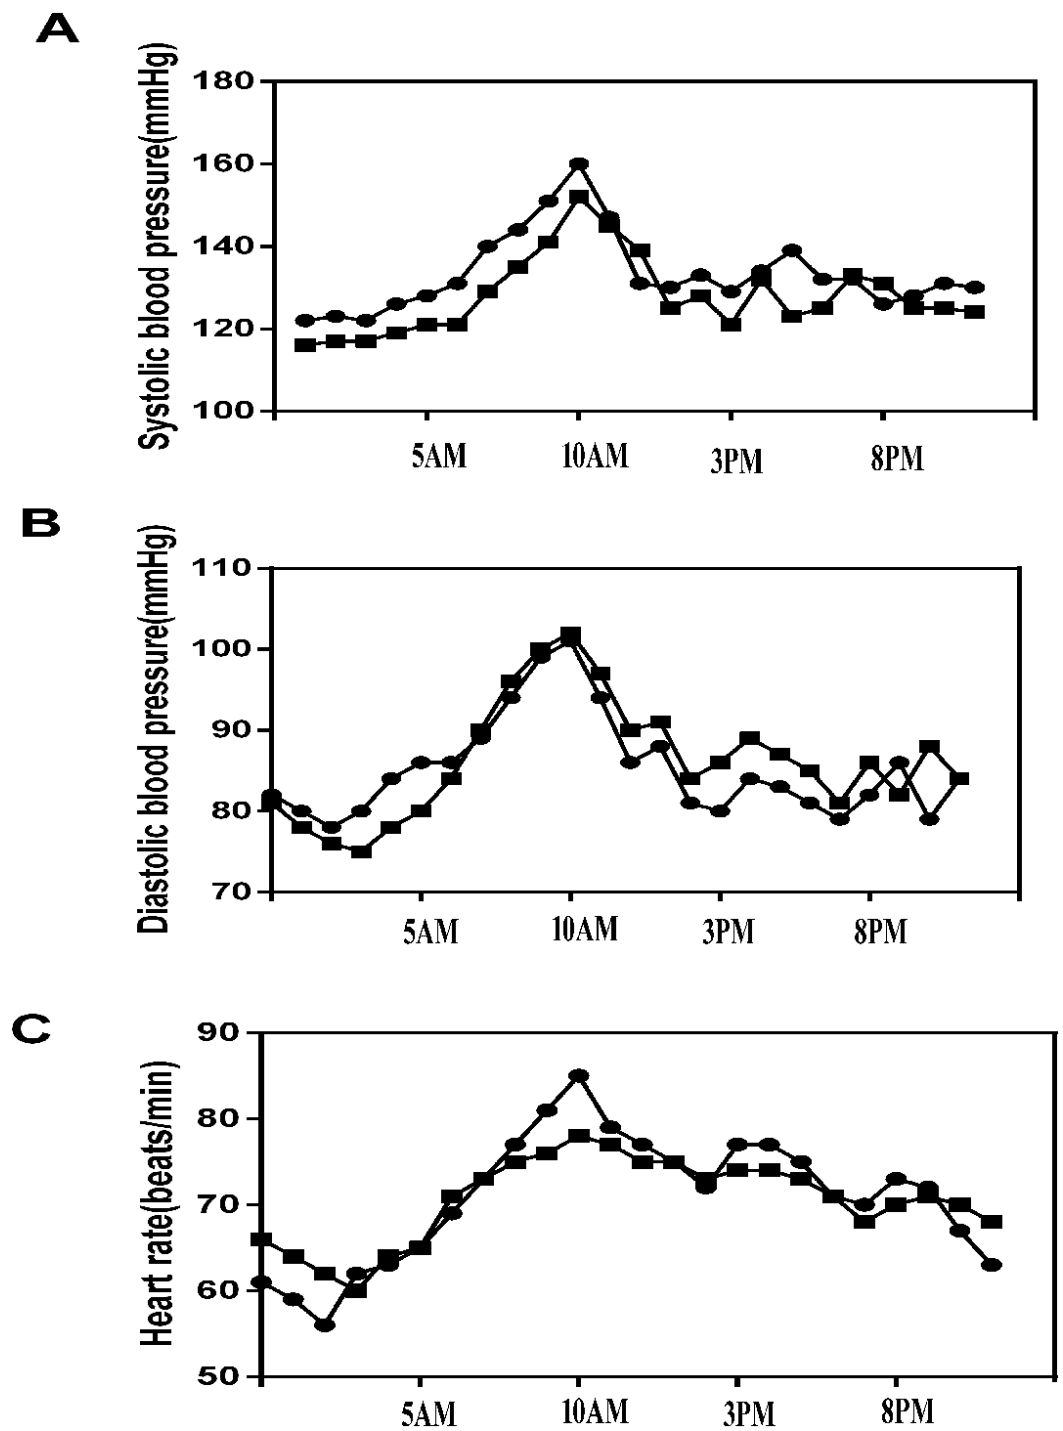 A
Systolic blood pressure(mmHg)
180
160
140
120
100
5AM 10AM 3PM 8PM
B
Diastolic blood pressure(mmHg)
110
100
90
80
70
5AM 10AM 3PM 8PM
C
Heart rate(beats/min)
90
80
70
60
50
5AM 10AM 3PM 8PM